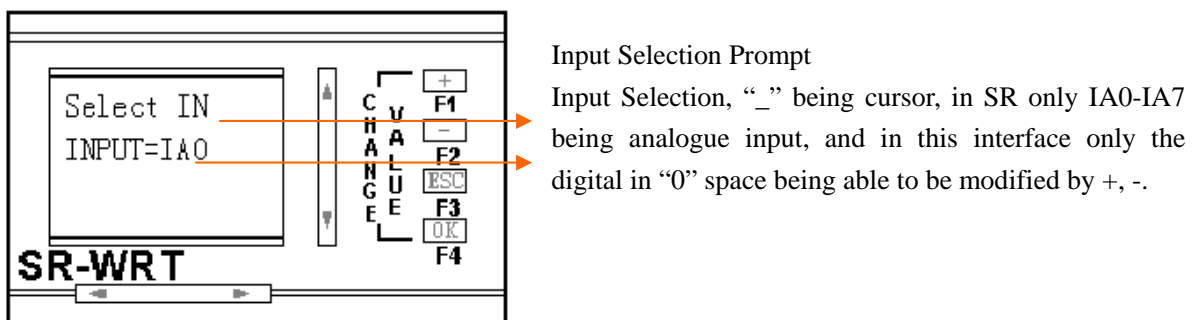 Select IN
INPUT=IA0
CHANGE
VALUE
+
F1
-
F2
ESC
F3
OK
F4
SR-WRT
Input Selection Prompt
Input Selection, “_” being cursor, in SR only IA0-IA7
being analogue input, and in this interface only the
digital in “0” space being able to be modified by +, -.